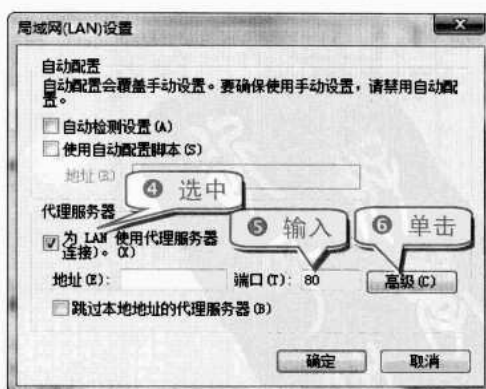 局域网(LAN)设置
自动配置
自动配置会覆盖手动设置。要确保使用手动设置，请禁用自动配
置。
自动检测设置(A)
使用自动配置脚本(S)
地址(R)
❹ 选中
代理服务器
❺ 输入
❻ 单击
为 LAN 使用代理服务器
连接)。(X)
地址(E):
端口(T): 80
高级(C)
跳过本地地址的代理服务器(B)
确定
取消